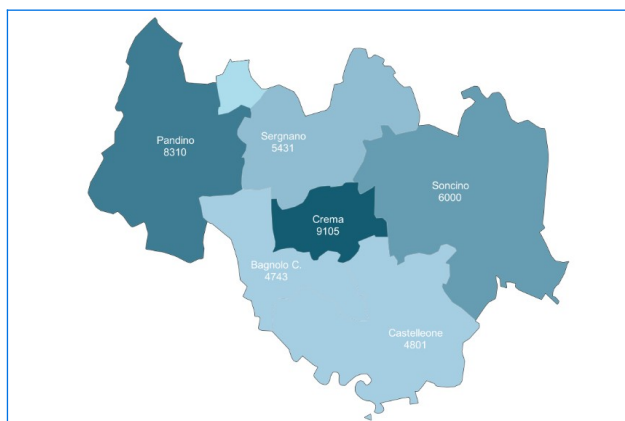 Pandino
8310
Sergnano
5431
Soncino
6000
Crema
9105
Bagnolo C.
4743
Castelleone
4801